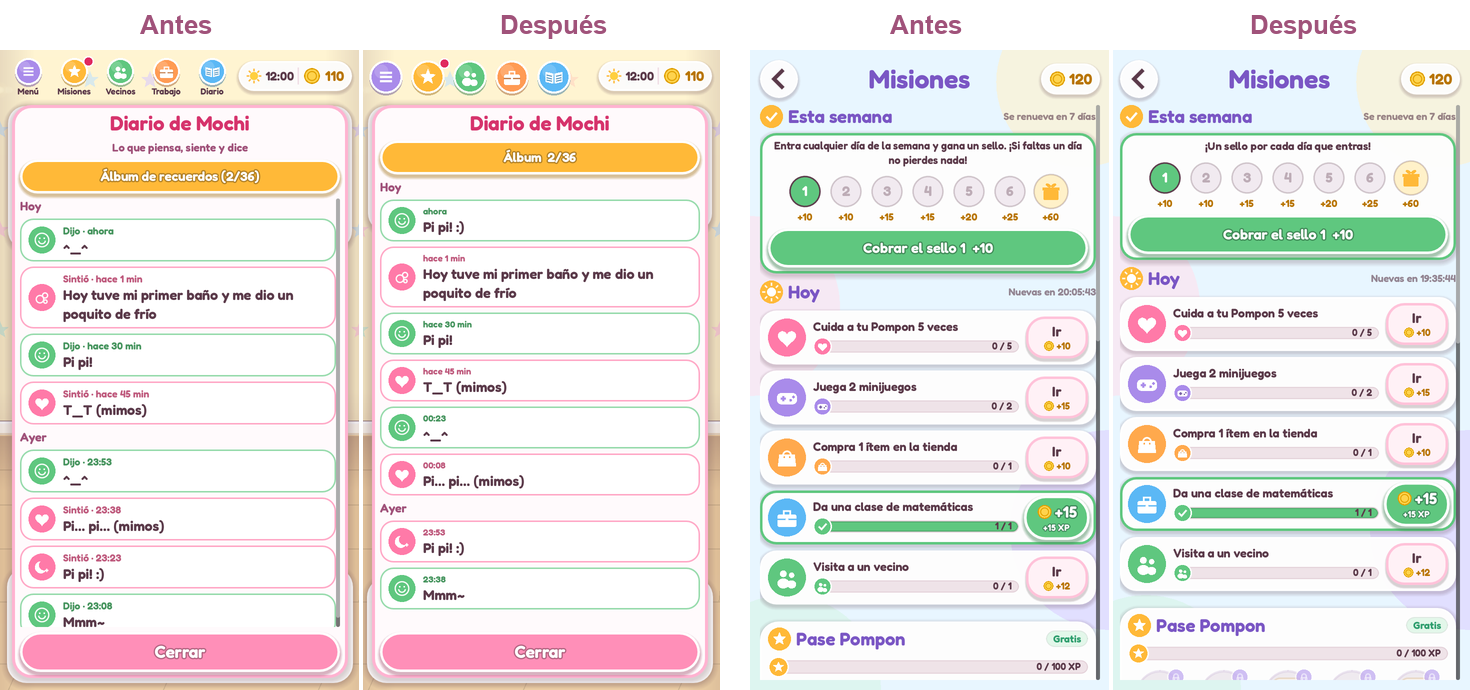 Antes
Después
Antes
Después
Menú
Misiones
Vecinos
Trabajo
Diario
12:00
110
Diario de Mochi
Lo que piensa, siente y dice
Álbum de recuerdos (2/36)
Hoy
Dijo · ahora
^_^
Sintió · hace 1 min
Hoy tuve mi primer baño y me dio un
poquito de frío
Dijo · hace 30 min
Pi pi!
Sintió · hace 45 min
T_T (mimos)
Ayer
Dijo · 23:53
^_^
Sintió · 23:38
Pi... pi... (mimos)
Sintió · 23:23
Pi pi! :)
Dijo · 23:08
Mmm~
Cerrar
12:00
110
Diario de Mochi
Álbum 2/36
Hoy
ahora
Pi pi! :)
hace 1 min
Hoy tuve mi primer baño y me dio un
poquito de frío
hace 30 min
Pi pi!
hace 45 min
T_T (mimos)
00:23
^_^
00:08
Pi... pi... (mimos)
Ayer
23:53
Pi pi! :)
23:38
Mmm~
Cerrar
Misiones
120
Esta semana
Se renueva en 7 días
Entra cualquier día de la semana y gana un sello. ¡Si faltas un día
no pierdes nada!
1 2 3 4 5 6
+10 +10 +15 +15 +20 +25 +60
Cobrar el sello 1 +10
Hoy
Nuevas en 20:05:43
Cuida a tu Pompon 5 veces
0 / 5
Ir
+10
Juega 2 minijuegos
0 / 2
Ir
+15
Compra 1 ítem en la tienda
0 / 1
Ir
+10
Da una clase de matemáticas
1 / 1
+15
+15 XP
Visita a un vecino
0 / 1
Ir
+12
Pase Pompon
Gratis
0 / 100 XP
Misiones
120
Esta semana
Se renueva en 7 días
¡Un sello por cada día que entras!
1 2 3 4 5 6
+10 +10 +15 +15 +20 +25 +60
Cobrar el sello 1 +10
Hoy
Nuevas en 19:35:44
Cuida a tu Pompon 5 veces
0 / 5
Ir
+10
Juega 2 minijuegos
0 / 2
Ir
+15
Compra 1 ítem en la tienda
0 / 1
Ir
+10
Da una clase de matemáticas
1 / 1
+15
+15 XP
Visita a un vecino
0 / 1
Ir
+12
Pase Pompon
Gratis
0 / 100 XP